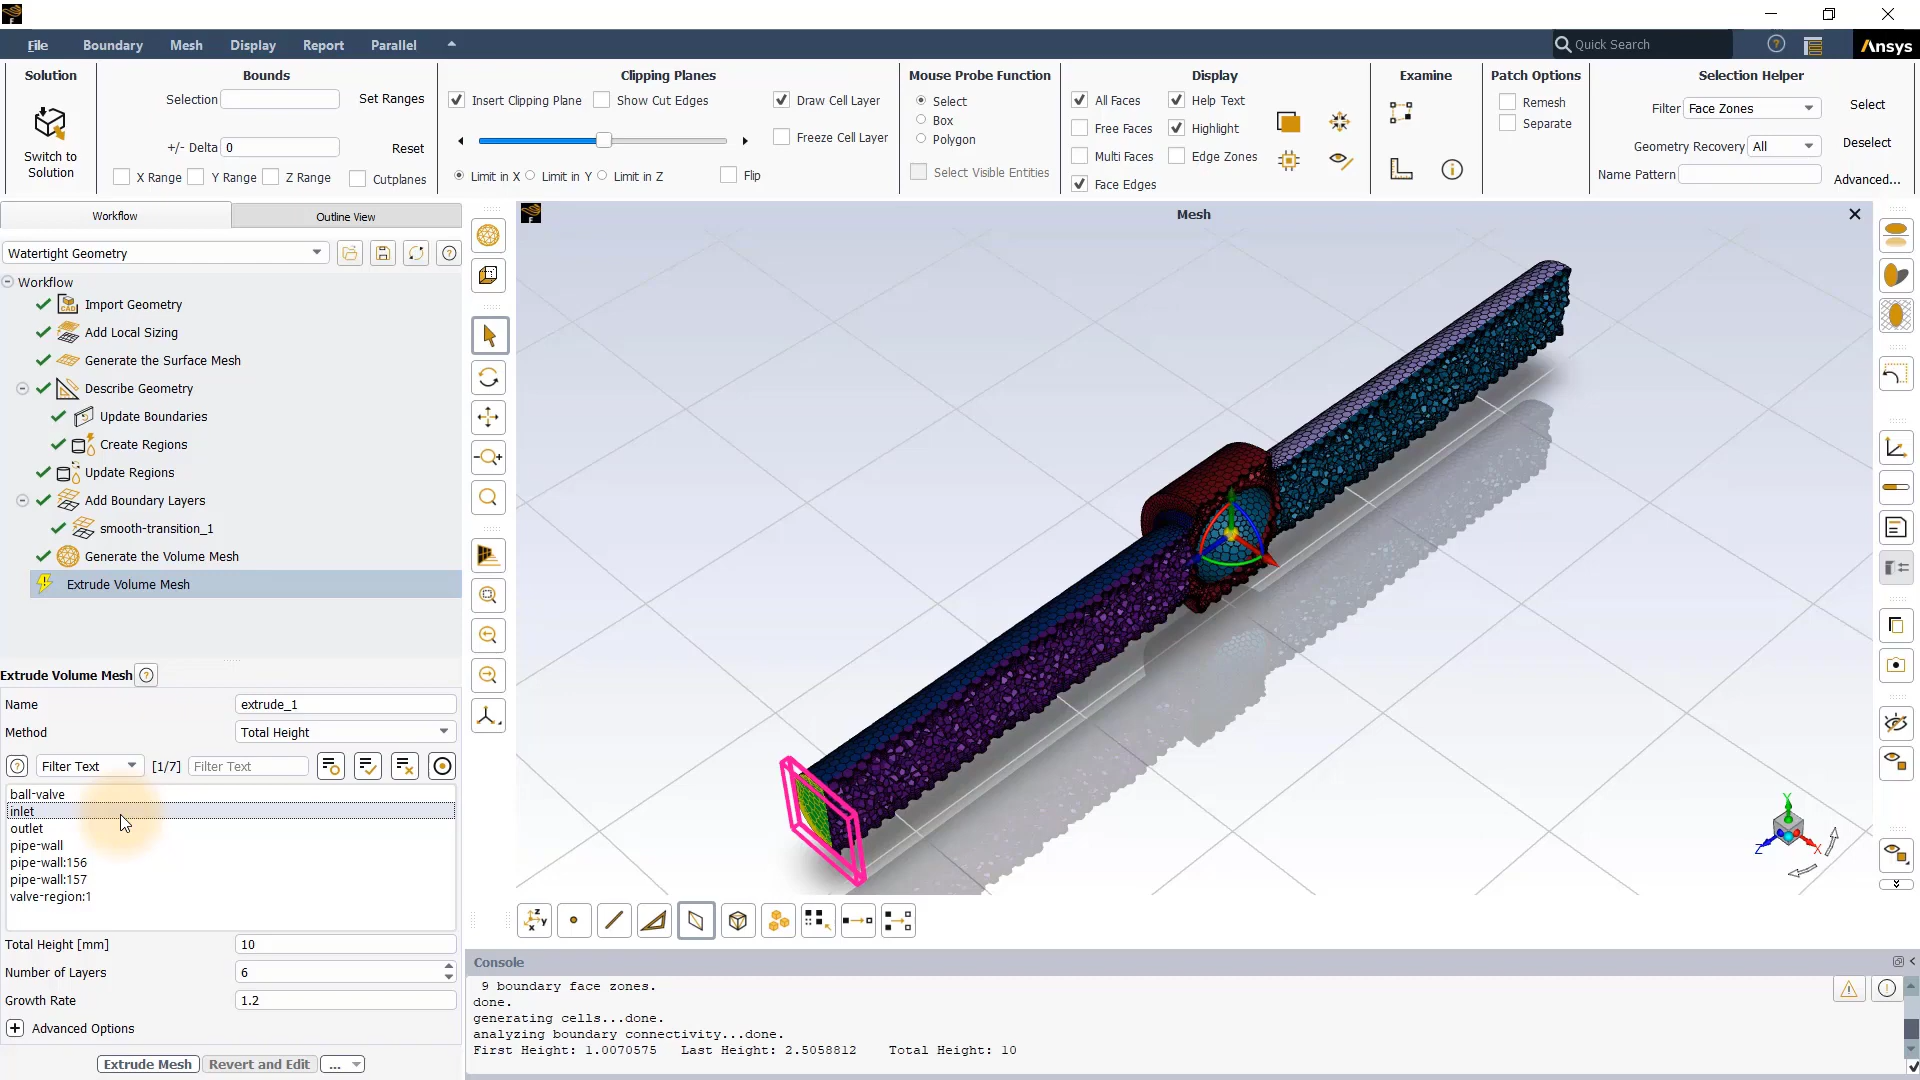 File Boundary Mesh Display Report Parallel
Quick Search
Ansys
Solution
Switch to
Solution
Bounds
Selection Set Ranges
+/- Delta 0 Reset
X Range Y Range Z Range Cutplanes
Clipping Planes
Insert Clipping Plane Show Cut Edges Draw Cell Layer
Freeze Cell Layer
Limit in X Limit in Y Limit in Z Flip
Mouse Probe Function
Select
Box
Polygon
Select Visible Entities
Display
All Faces Help Text
Free Faces Highlight
Multi Faces Edge Zones
Face Edges
Examine
Patch Options
Remesh
Separate
Selection Helper
Filter Face Zones Select
Geometry Recovery All Deselect
Name Pattern Advanced...
Workflow Outline View
Watertight Geometry
Workflow
Import Geometry
Add Local Sizing
Generate the Surface Mesh
Describe Geometry
Update Boundaries
Create Regions
Update Regions
Add Boundary Layers
smooth-transition_1
Generate the Volume Mesh
Extrude Volume Mesh
Extrude Volume Mesh
Name extrude_1
Method Total Height
Filter Text [1/7] Filter Text
ball-valve
inlet
outlet
pipe-wall
pipe-wall:156
pipe-wall:157
valve-region:1
Total Height [mm] 10
Number of Layers 6
Growth Rate 1.2
Advanced Options
Extrude Mesh Revert and Edit ...
Mesh
Y
Z X
Console
9 boundary face zones.
done.
generating cells...done.
analyzing boundary connectivity...done.
First Height: 1.0070575 Last Height: 2.5058812 Total Height: 10